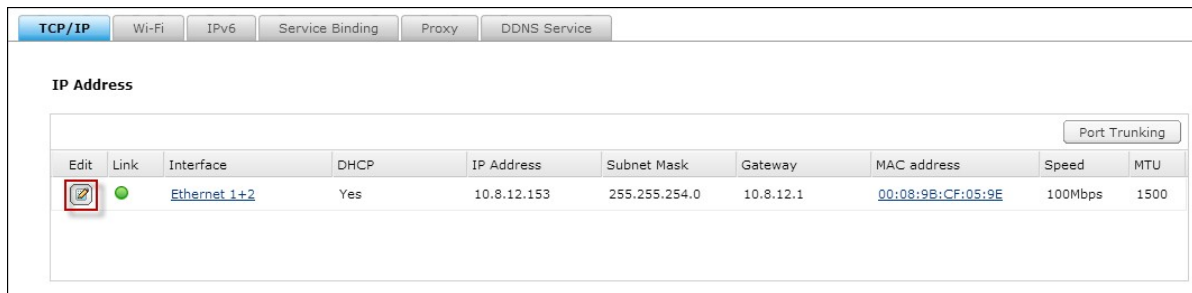 TCP/IP Wi-Fi IPv6 Service Binding Proxy DDNS Service
IP Address
Port Trunking
Edit Link Interface DHCP IP Address Subnet Mask Gateway MAC address Speed MTU
Ethernet 1+2 Yes 10.8.12.153 255.255.254.0 10.8.12.1 00:08:9B:CF:05:9E 100Mbps 1500